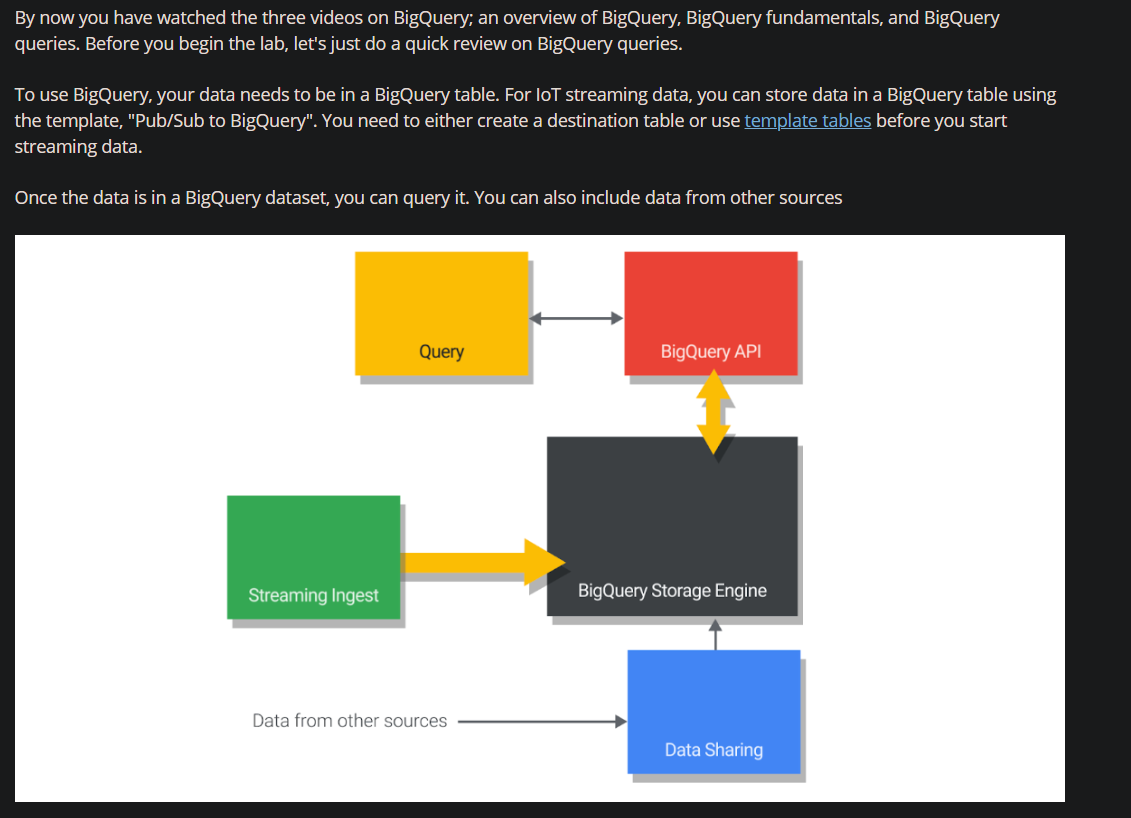 By now you have watched the three videos on BigQuery; an overview of BigQuery, BigQuery fundamentals, and BigQuery
queries. Before you begin the lab, let's just do a quick review on BigQuery queries.
To use BigQuery, your data needs to be in a BigQuery table. For IoT streaming data, you can store data in a BigQuery table using
the template, "Pub/Sub to BigQuery". You need to either create a destination table or use template tables before you start
streaming data.
Once the data is in a BigQuery dataset, you can query it. You can also include data from other sources
Query
BigQuery API
Streaming Ingest
BigQuery Storage Engine
Data from other sources
Data Sharing